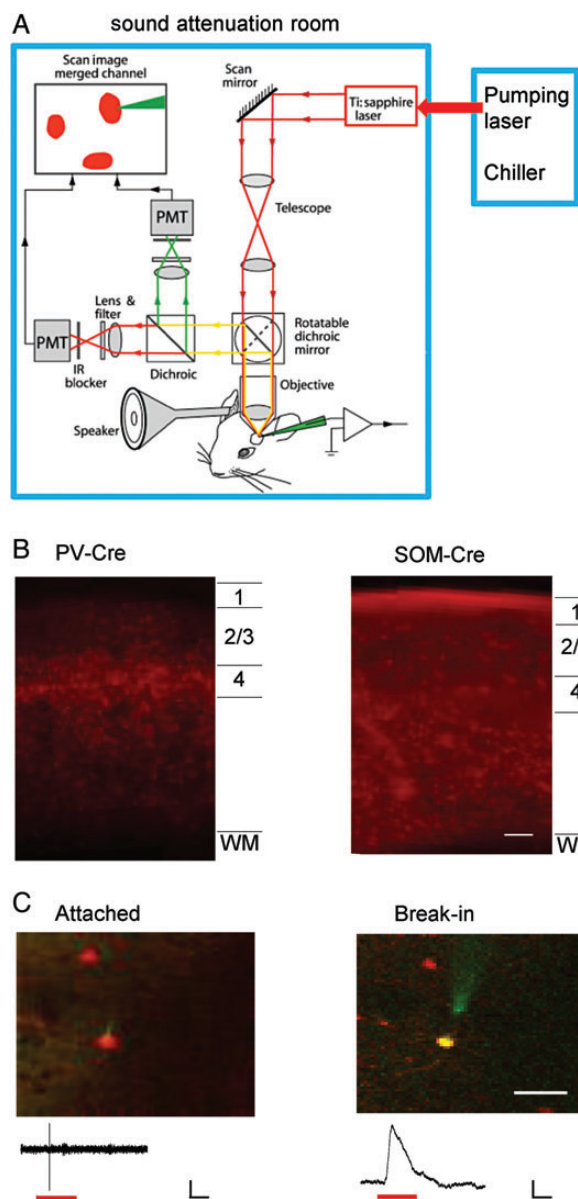 A
sound attenuation room
Scan image
merged channel
Scan
mirror
Ti:sapphire
laser
Pumping
laser
Chiller
PMT
Telescope
Lens &
filter
PMT
IR
blocker
Dichroic
Rotatable
dichroic
mirror
Objective
Speaker
B
PV-Cre
SOM-Cre
1
2/3
4
WM
1
2/
4
W
C
Attached
Break-in